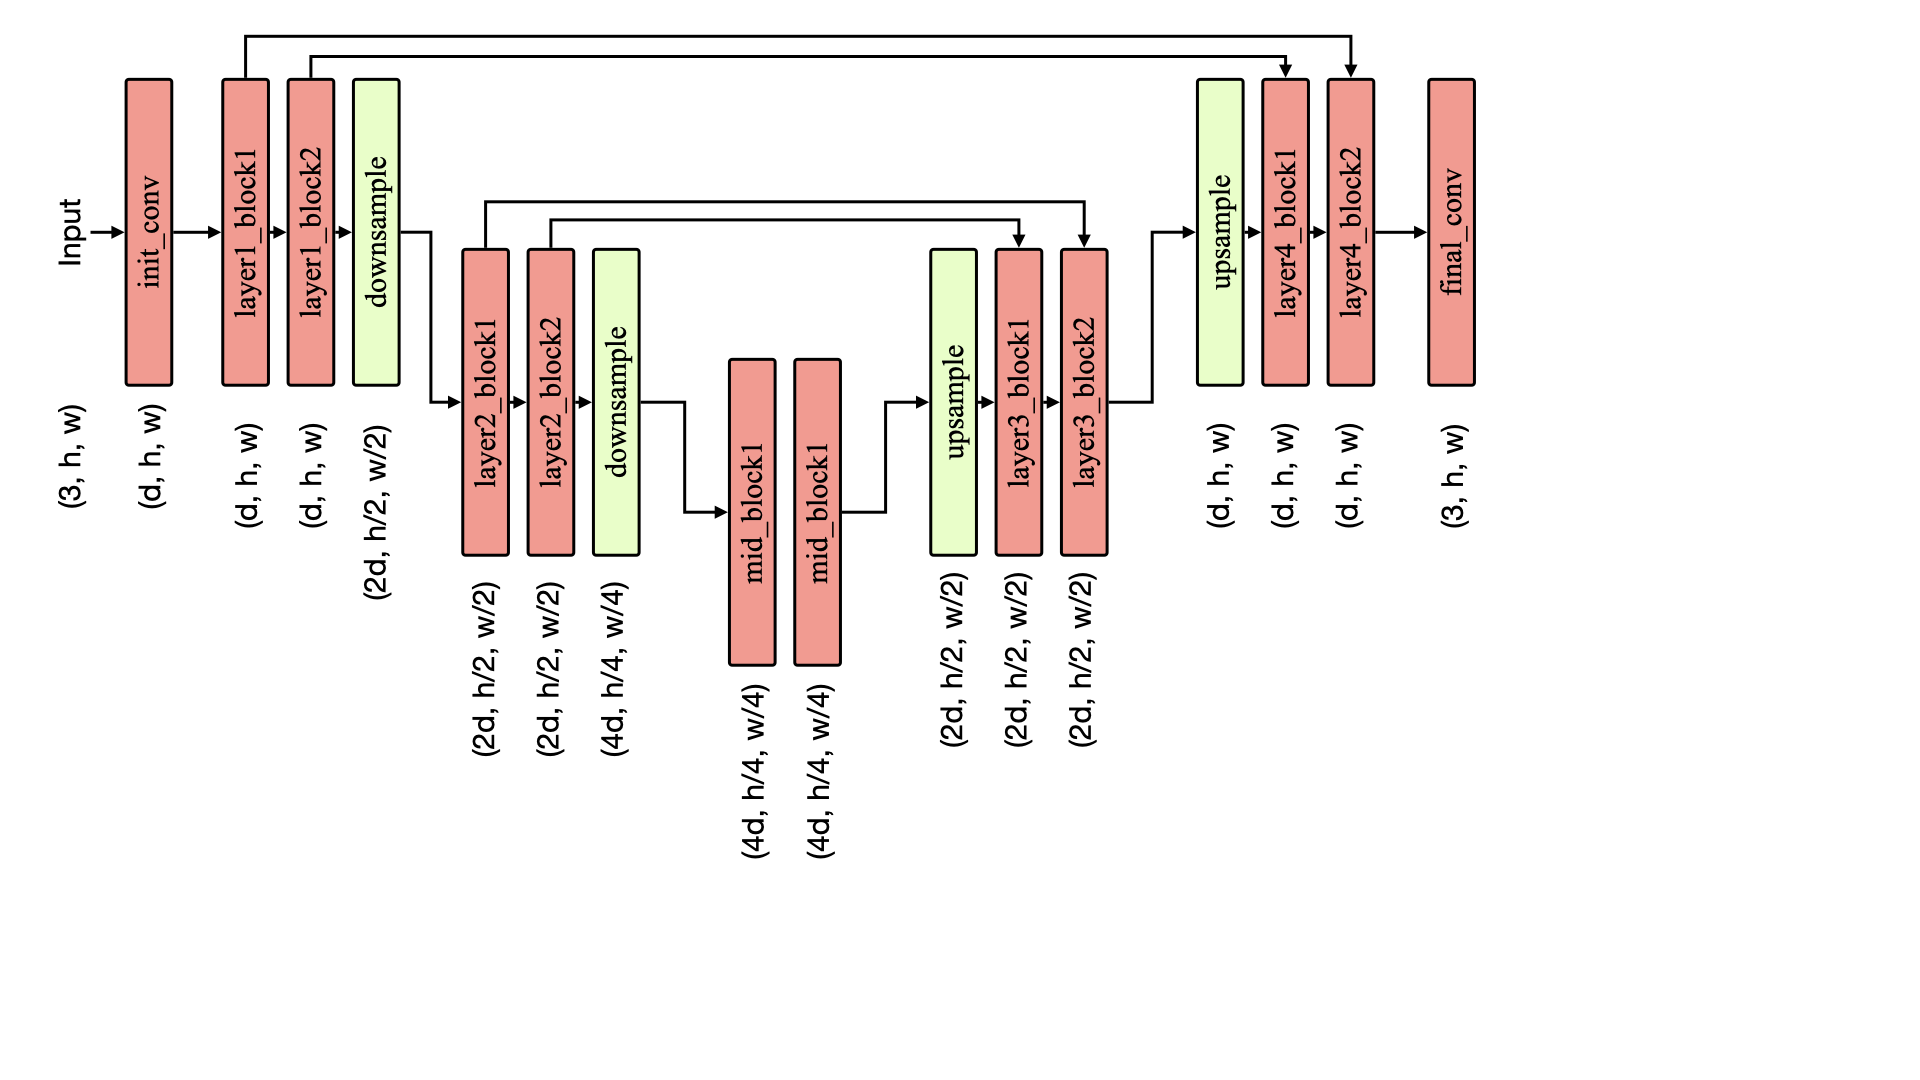 Input
(3, h, w)
init_conv
(d, h, w)
layer1_block1
(d, h, w)
layer1_block2
(d, h, w)
downsample
(2d, h/2, w/2)
layer2_block1
(2d, h/2, w/2)
layer2_block2
(2d, h/2, w/2)
downsample
(4d, h/4, w/4)
mid_block1
(4d, h/4, w/4)
mid_block1
(4d, h/4, w/4)
upsample
(2d, h/2, w/2)
layer3_block1
(2d, h/2, w/2)
layer3_block2
(2d, h/2, w/2)
upsample
(d, h, w)
layer4_block1
(d, h, w)
layer4_block2
(d, h, w)
final_conv
(3, h, w)